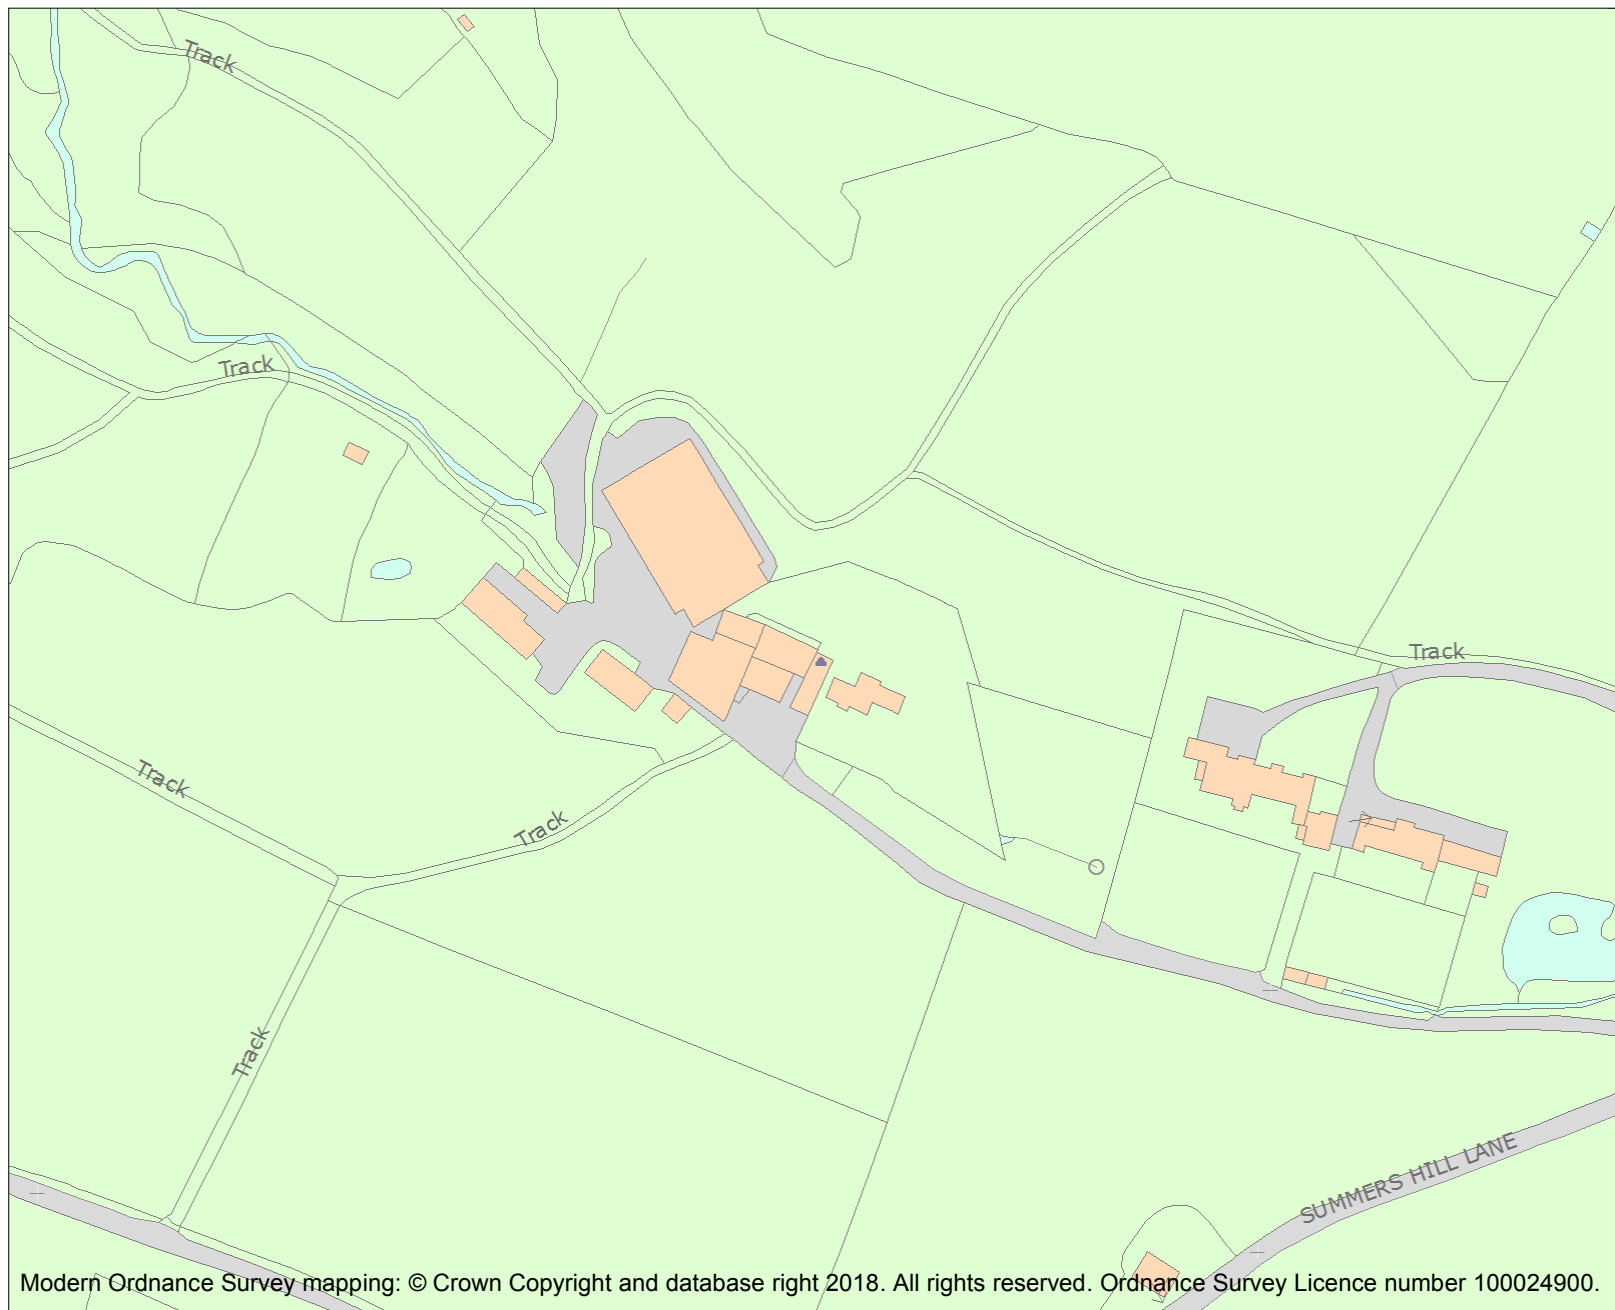 Track
Track
Track
Track
Track
Track
SUMMERS HILL LANE
Modern Ordnance Survey mapping: © Crown Copyright and database right 2018. All rights reserved. Ordnance Survey Licence number 100024900.